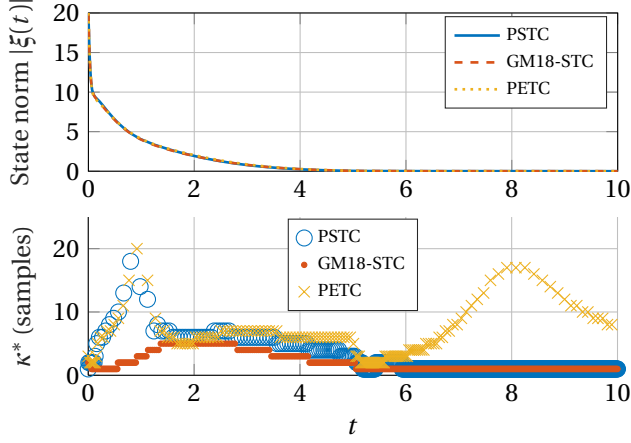 State norm |ξ(t)|
20
15
10
5
0
PSTC
GM18-STC
PETC
0 2 4 6 8 10
κ* (samples)
20
10
0
PSTC
GM18-STC
PETC
0 2 4 6 8 10
t